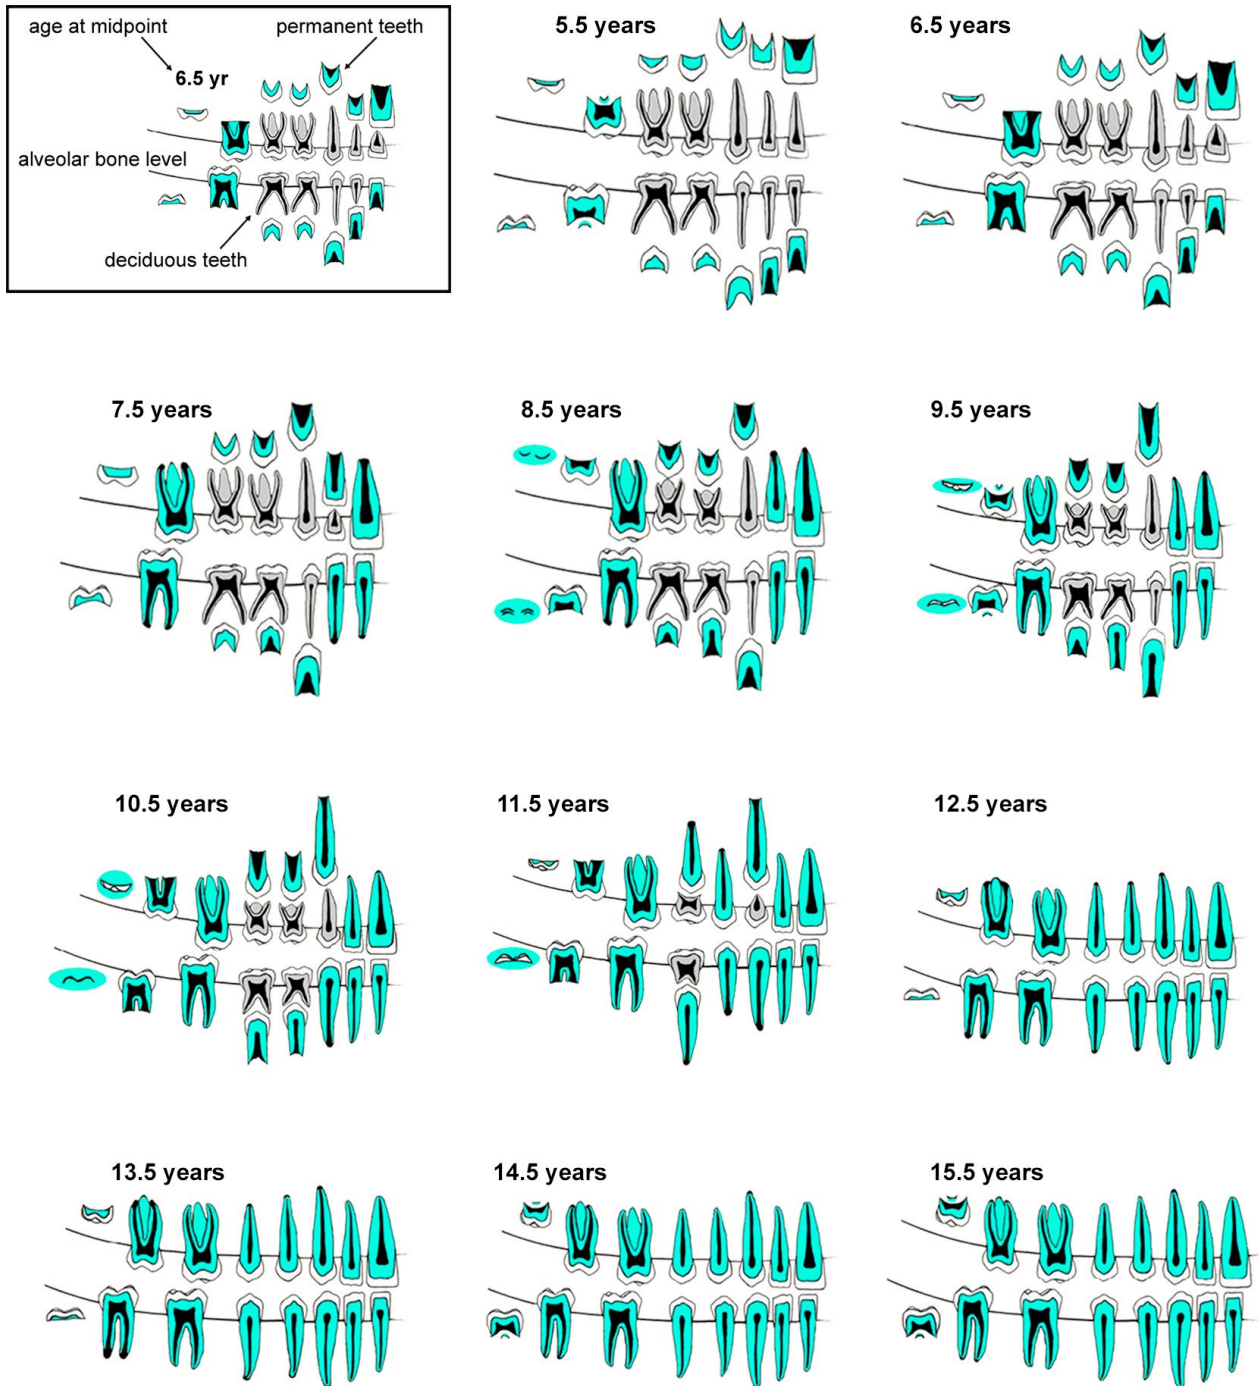 age at midpoint
permanent teeth
6.5 yr
alveolar bone level
deciduous teeth
5.5 years
6.5 years
7.5 years
8.5 years
9.5 years
10.5 years
11.5 years
12.5 years
13.5 years
14.5 years
15.5 years